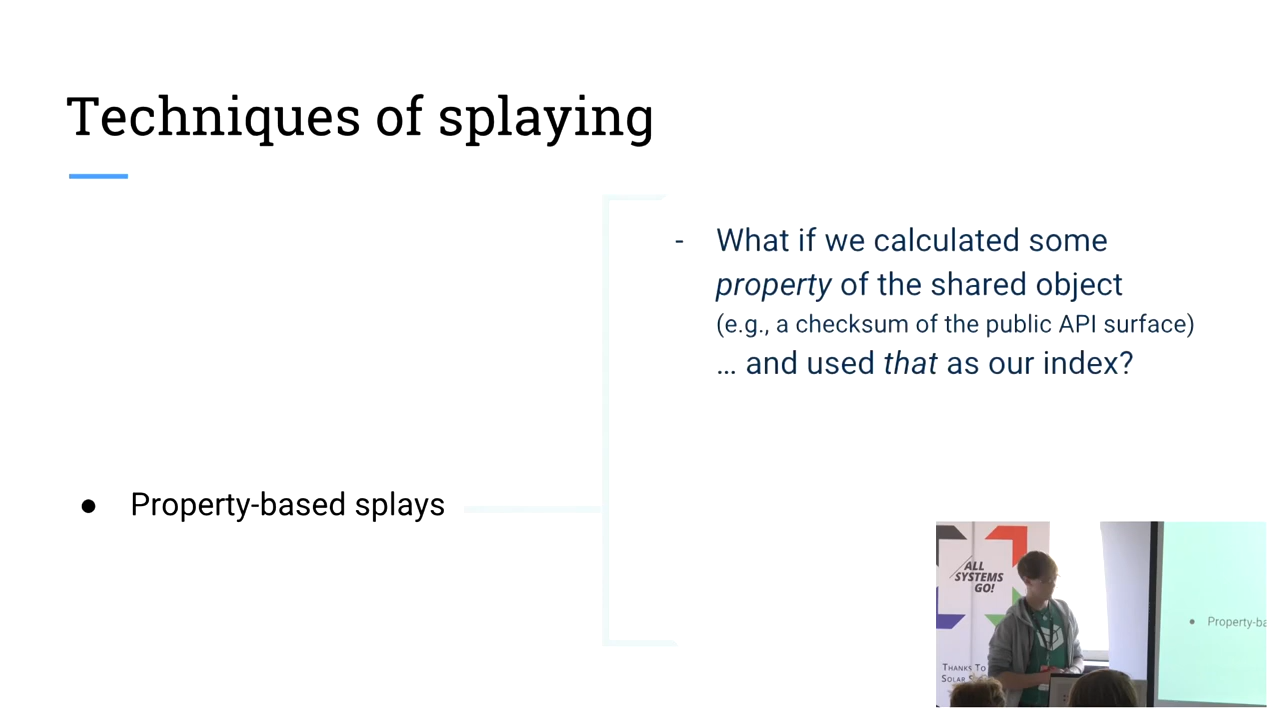 Techniques of splaying
- What if we calculated some
property of the shared object
(e.g., a checksum of the public API surface)
… and used that as our index?
● Property-based splays
ALL
SYSTEMS
GO!
● Property-ba
THANKS TO
SOLAR